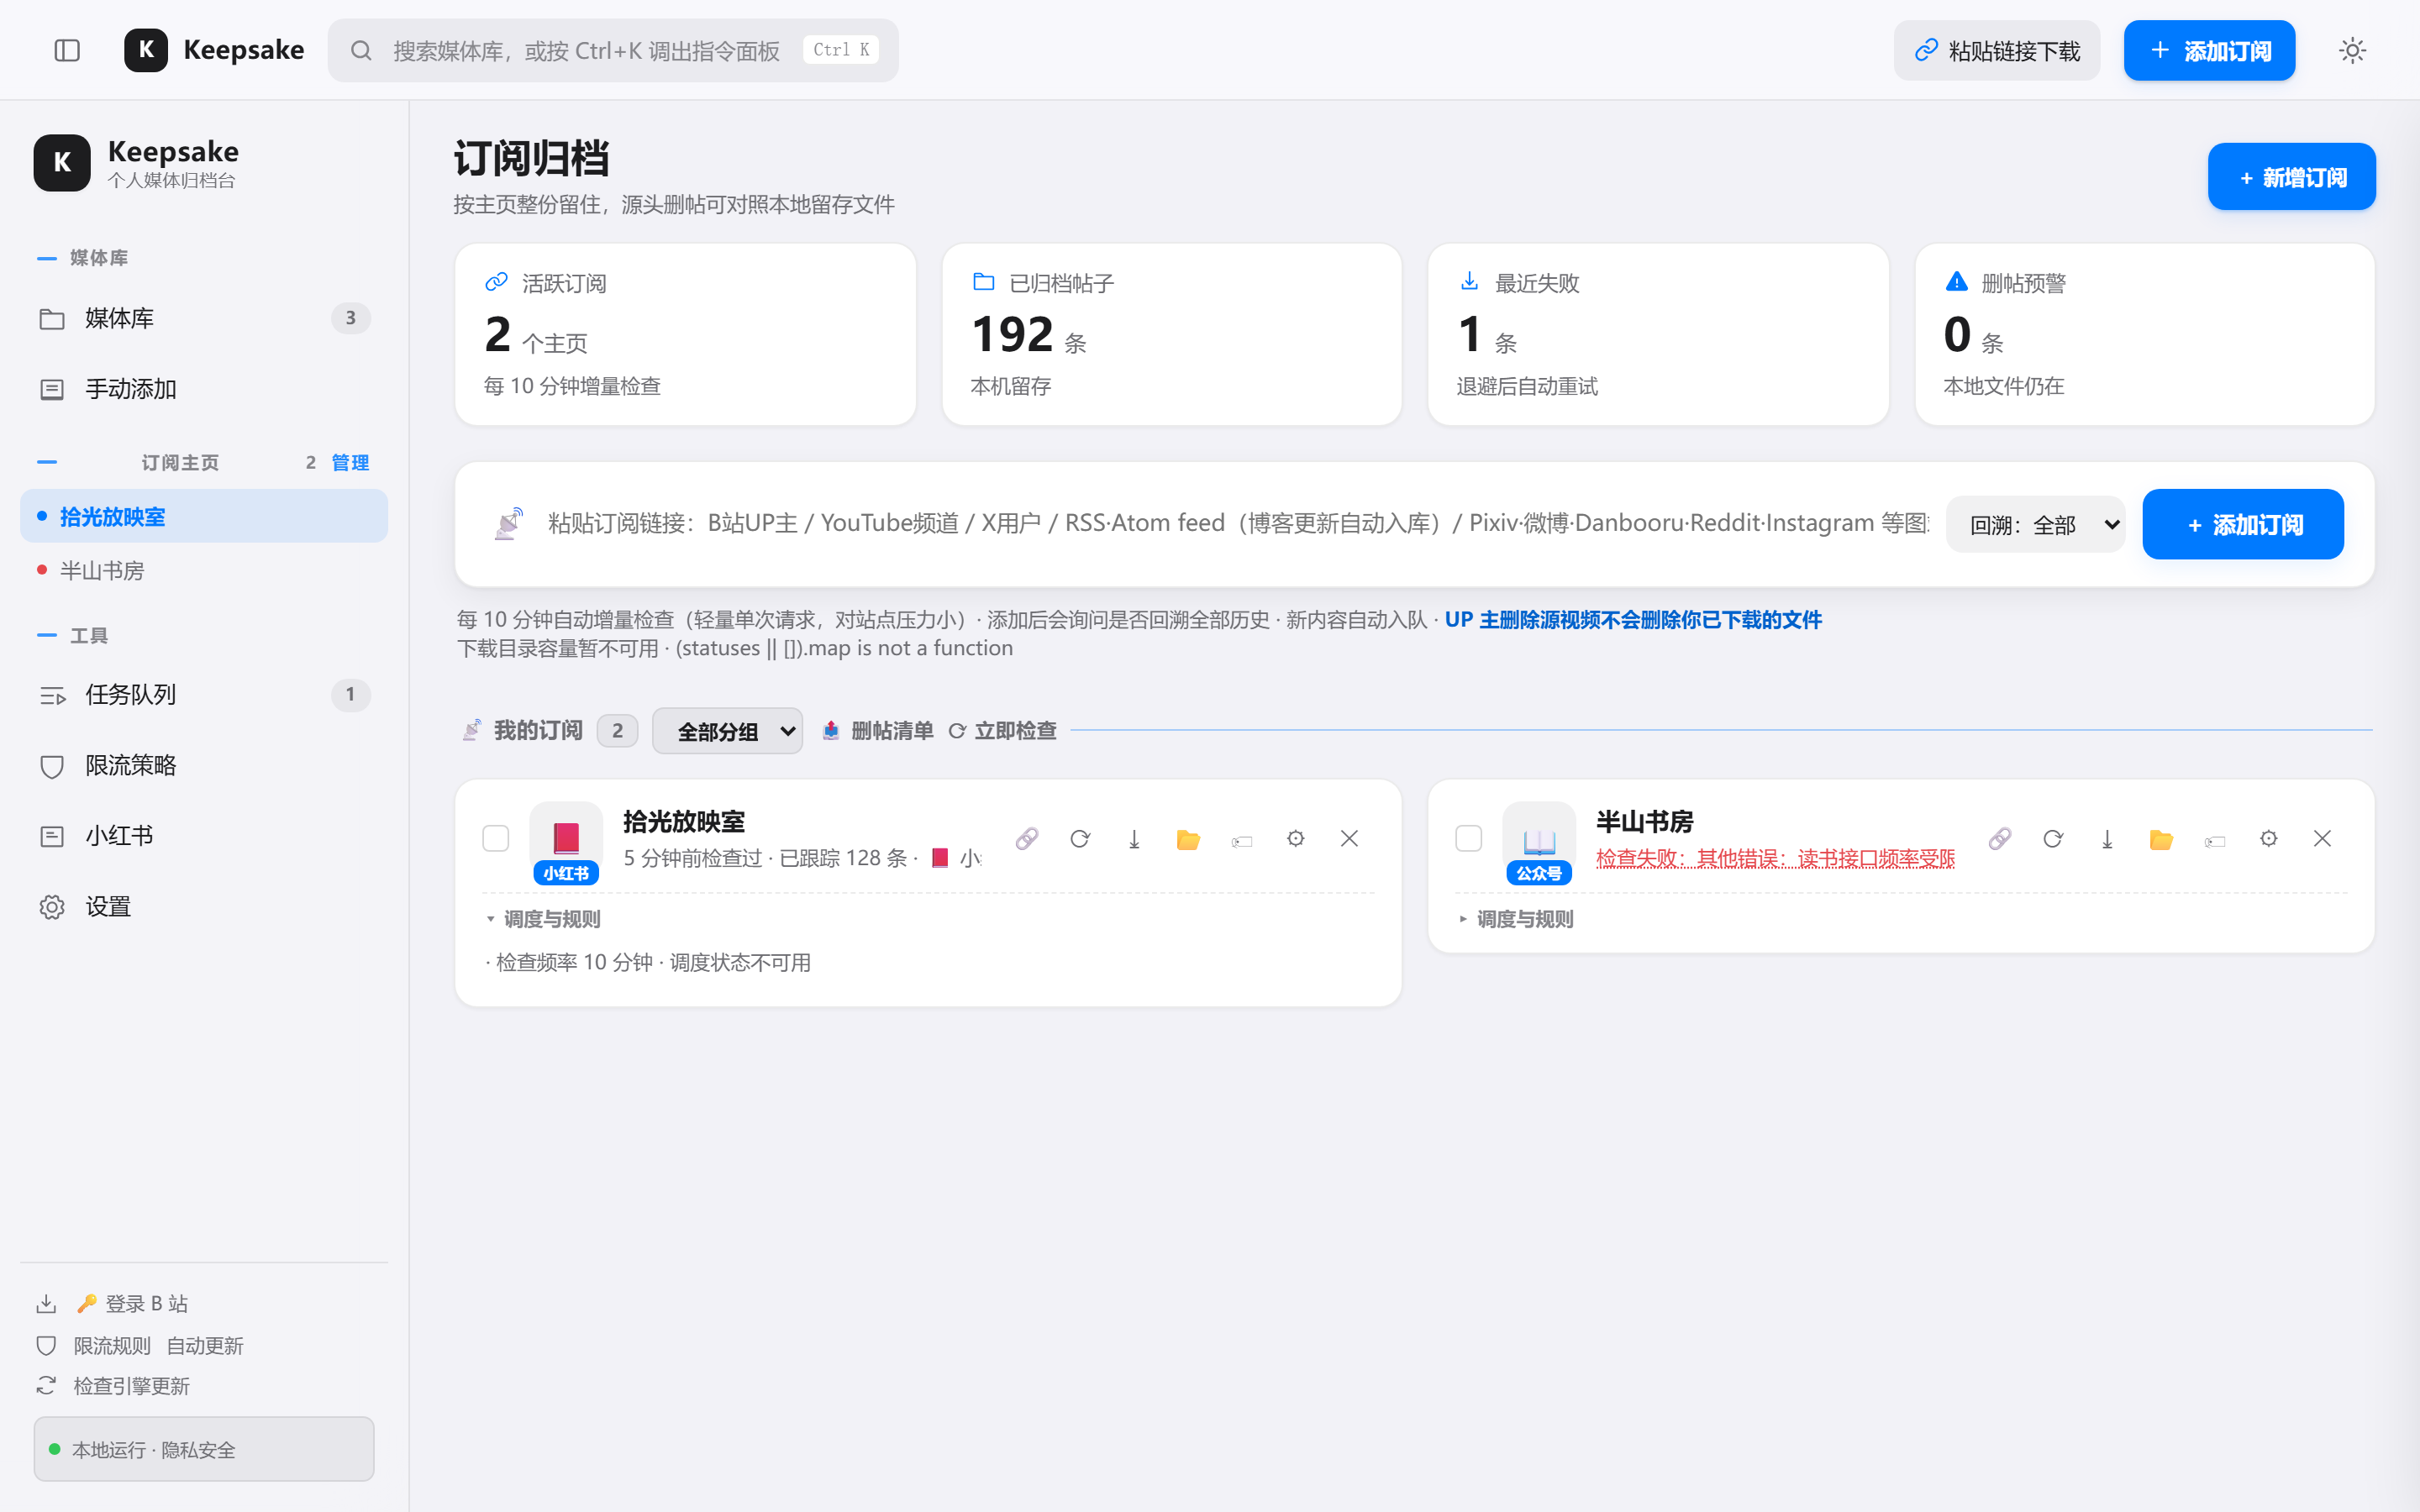 K Keepsake
搜索媒体库，或按 Ctrl+K 调出指令面板 Ctrl K
粘贴链接下载
+ 添加订阅
K Keepsake
个人媒体归档台
媒体库
媒体库 3
手动添加
订阅主页 2 管理
拾光放映室
半山书房
工具
任务队列 1
限流策略
小红书
设置
登录 B 站
限流规则 自动更新
检查引擎更新
本地运行 · 隐私安全
订阅归档
按主页整份留住，源头删帖可对照本地留存文件
+ 新增订阅
活跃订阅
2 个主页
每 10 分钟增量检查
已归档帖子
192 条
本机留存
最近失败
1 条
退避后自动重试
删帖预警
0 条
本地文件仍在
粘贴订阅链接：B站UP主 / YouTube频道 / X用户 / RSS·Atom feed（博客更新自动入库）/ Pixiv·微博·Danbooru·Reddit·Instagram 等图
回溯：全部
+ 添加订阅
每 10 分钟自动增量检查（轻量单次请求，对站点压力小）· 添加后会询问是否回溯全部历史 · 新内容自动入队 · UP 主删除源视频不会删除你已下载的文件
下载目录容量暂不可用 · (statuses || []).map is not a function
我的订阅 2 全部分组 删帖清单 立即检查
拾光放映室
5 分钟前检查过 · 已跟踪 128 条 · 小
小红书
调度与规则
· 检查频率 10 分钟 · 调度状态不可用
半山书房
检查失败：其他错误：读书接口频率受限
公众号
调度与规则